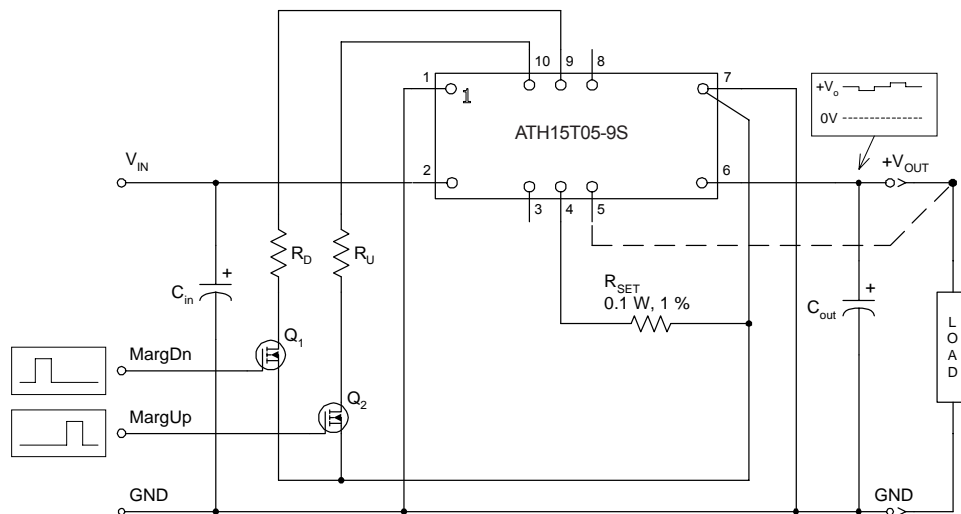 10 9 8
1 1 7
+Vo
0V
ATH15T05-9S
VIN 2 6 +VOUT
3 4 5
RD RU
RSET
0.1 W, 1 %
+ Cin
+ Cout
LOAD
Q1
MargDn
Q2
MargUp
GND GND